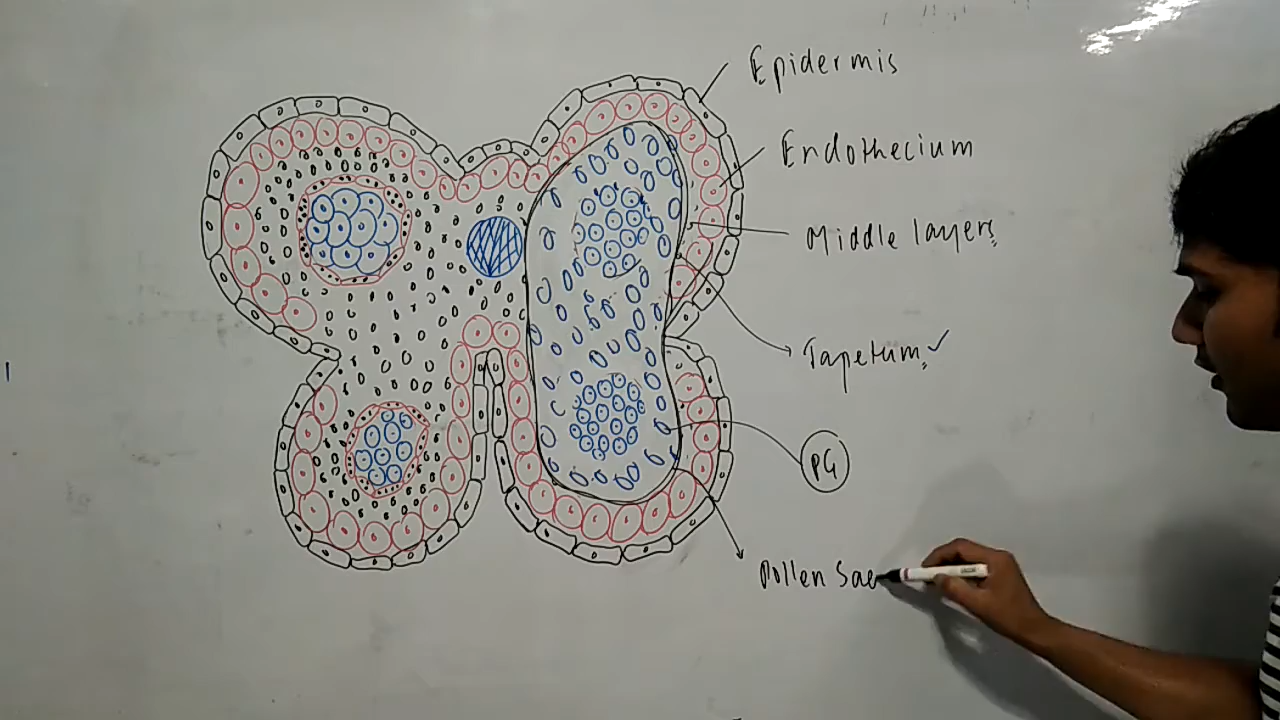 Epidermis
Endothecium
Middle layers
Tapetum
PG
Pollen Sac